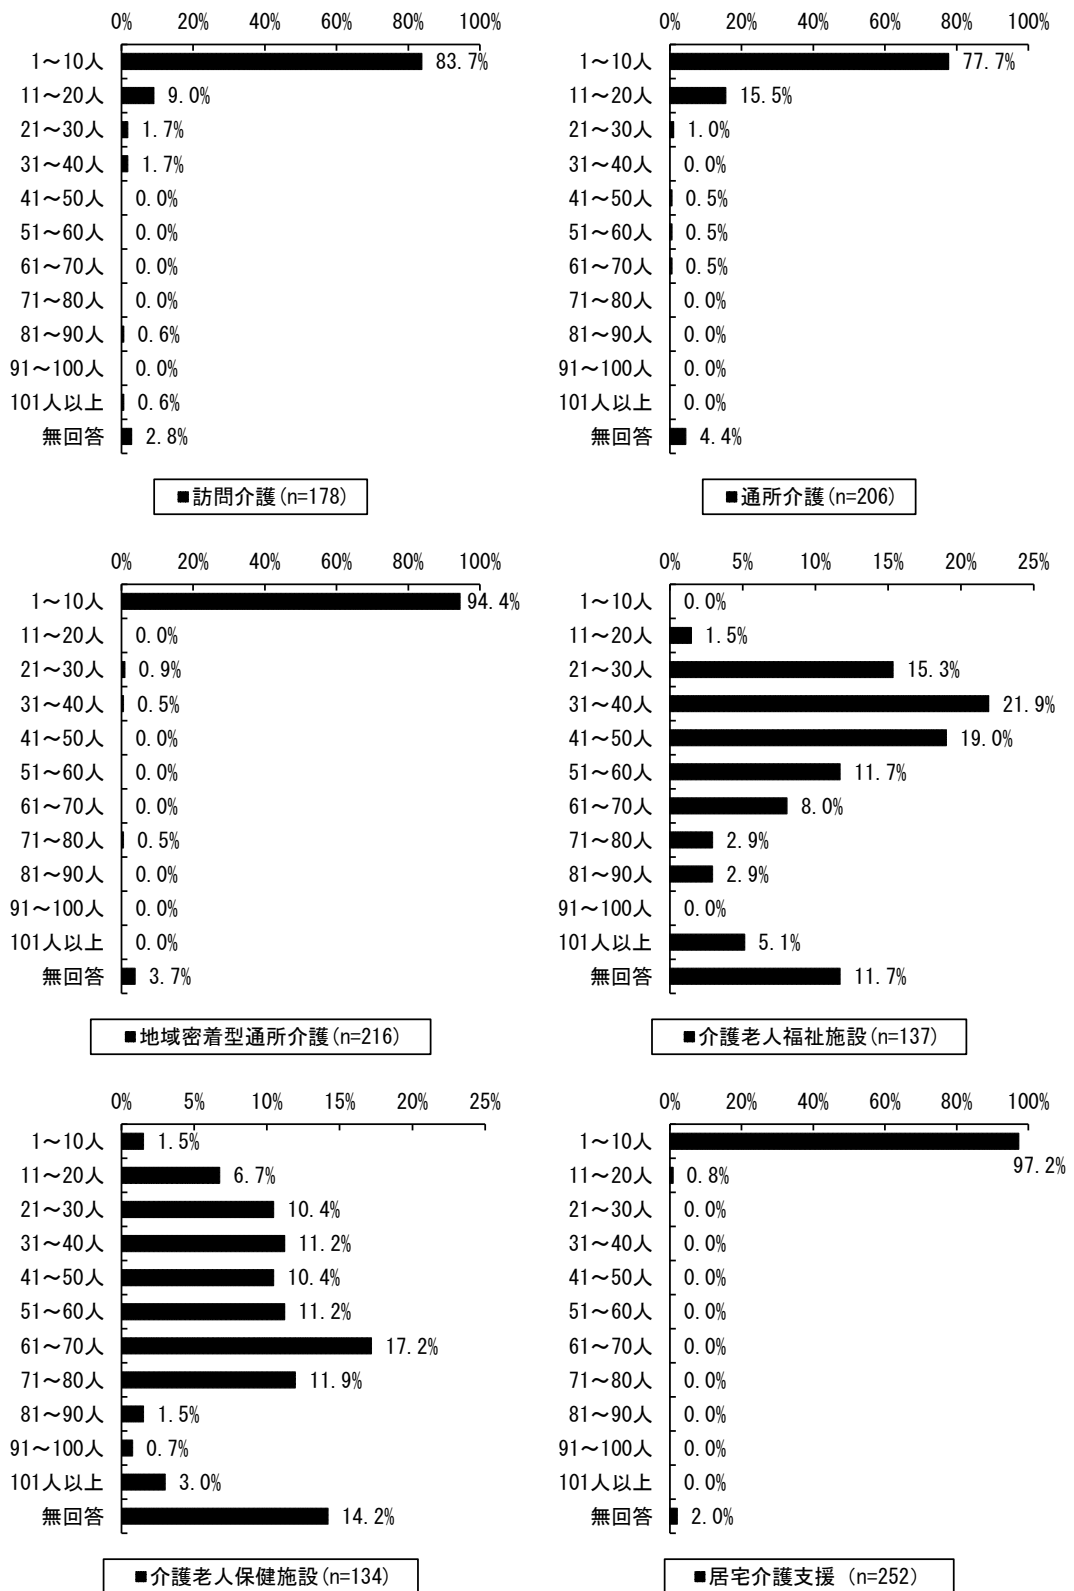 0% 20% 40% 60% 80% 100%
1～10人 83.7%
11～20人 9.0%
21～30人 1.7%
31～40人 1.7%
41～50人 0.0%
51～60人 0.0%
61～70人 0.0%
71～80人 0.0%
81～90人 0.6%
91～100人 0.0%
101人以上 0.6%
無回答 2.8%
■訪問介護(n=178)
0% 20% 40% 60% 80% 100%
1～10人 77.7%
11～20人 15.5%
21～30人 1.0%
31～40人 0.0%
41～50人 0.5%
51～60人 0.5%
61～70人 0.5%
71～80人 0.0%
81～90人 0.0%
91～100人 0.0%
101人以上 0.0%
無回答 4.4%
■通所介護(n=206)
0% 20% 40% 60% 80% 100%
1～10人 94.4%
11～20人 0.0%
21～30人 0.9%
31～40人 0.5%
41～50人 0.0%
51～60人 0.0%
61～70人 0.0%
71～80人 0.5%
81～90人 0.0%
91～100人 0.0%
101人以上 0.0%
無回答 3.7%
■地域密着型通所介護(n=216)
0% 5% 10% 15% 20% 25%
1～10人 0.0%
11～20人 1.5%
21～30人 15.3%
31～40人 21.9%
41～50人 19.0%
51～60人 11.7%
61～70人 8.0%
71～80人 2.9%
81～90人 2.9%
91～100人 0.0%
101人以上 5.1%
無回答 11.7%
■介護老人福祉施設(n=137)
0% 5% 10% 15% 20% 25%
1～10人 1.5%
11～20人 6.7%
21～30人 10.4%
31～40人 11.2%
41～50人 10.4%
51～60人 11.2%
61～70人 17.2%
71～80人 11.9%
81～90人 1.5%
91～100人 0.7%
101人以上 3.0%
無回答 14.2%
■介護老人保健施設(n=134)
0% 20% 40% 60% 80% 100%
1～10人 97.2%
11～20人 0.8%
21～30人 0.0%
31～40人 0.0%
41～50人 0.0%
51～60人 0.0%
61～70人 0.0%
71～80人 0.0%
81～90人 0.0%
91～100人 0.0%
101人以上 0.0%
無回答 2.0%
■居宅介護支援 (n=252)